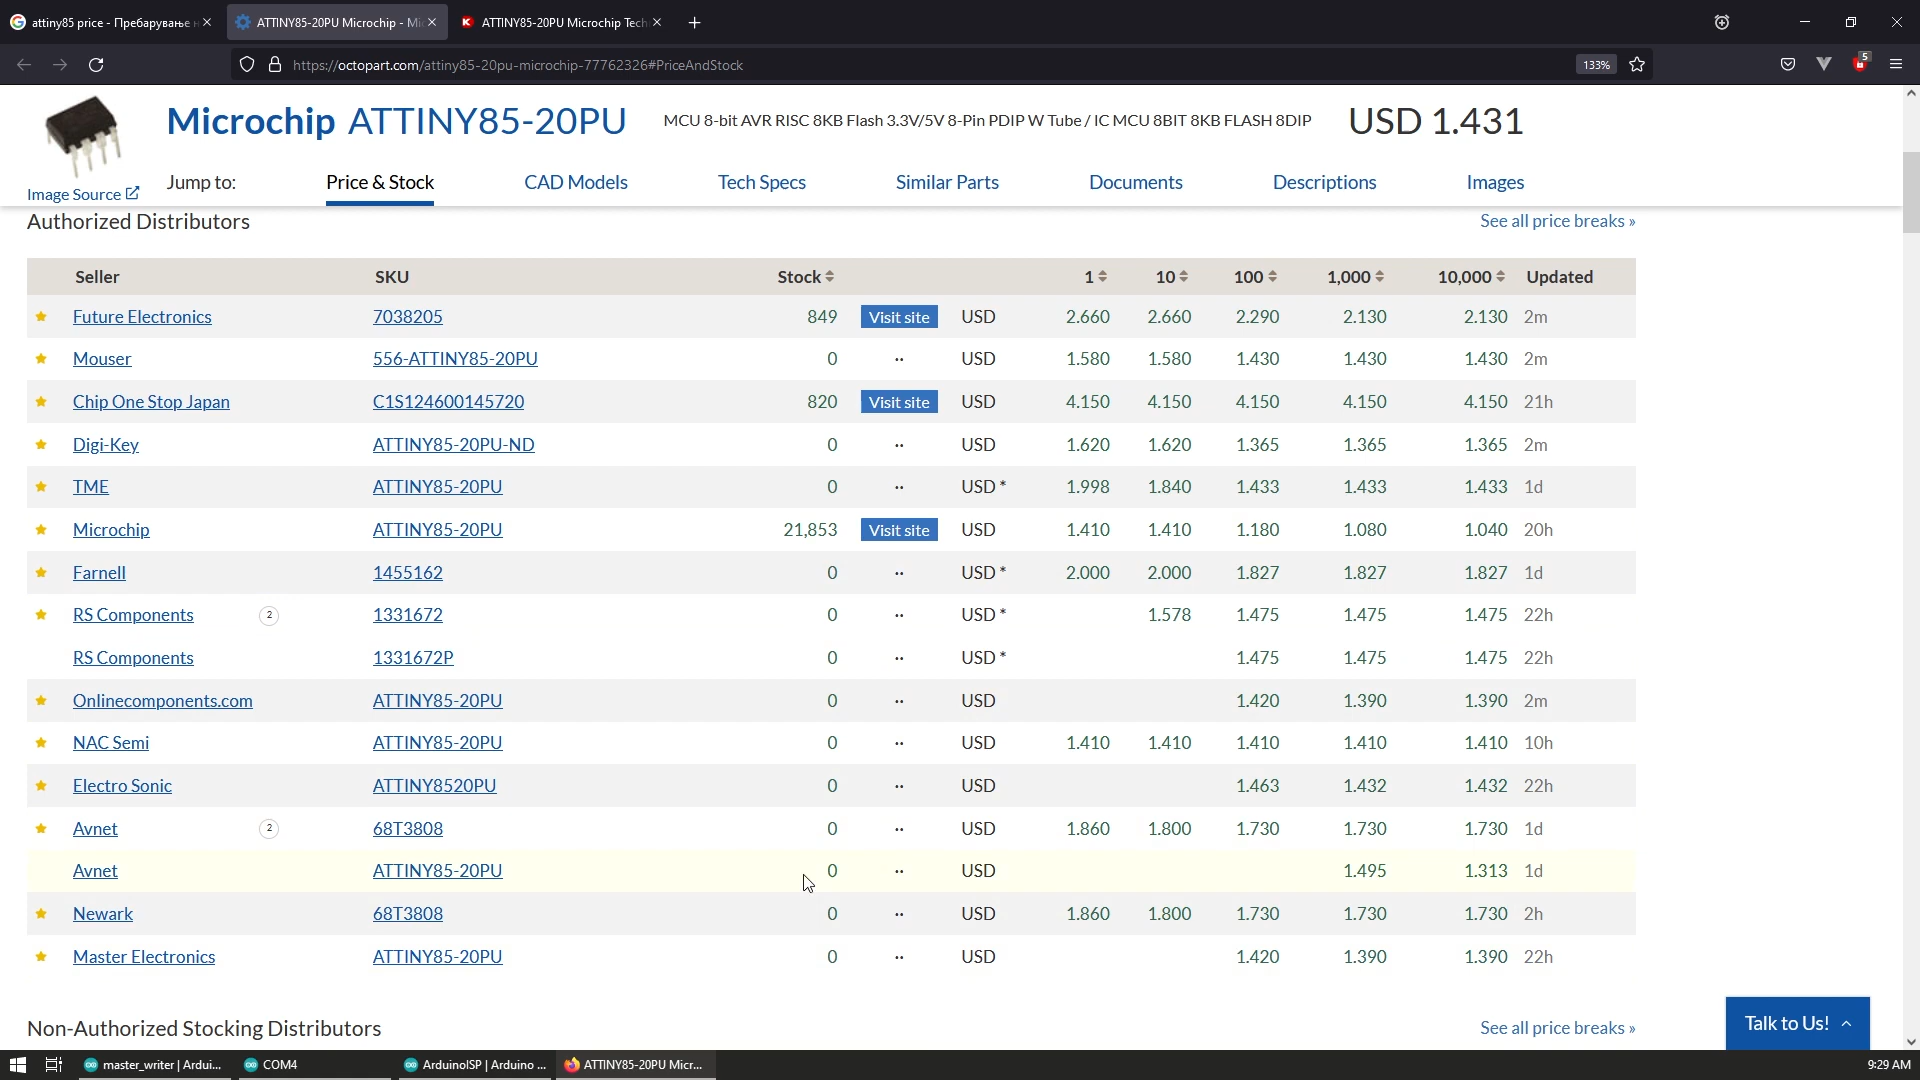 attiny85 price - Пребарување н
ATTINY85-20PU Microchip - Mi
ATTINY85-20PU Microchip Tech
https://octopart.com/attiny85-20pu-microchip-77762326#PriceAndStock
133%
5
Microchip ATTINY85-20PU
MCU 8-bit AVR RISC 8KB Flash 3.3V/5V 8-Pin PDIP W Tube / IC MCU 8BIT 8KB FLASH 8DIP
USD 1.431
Image Source
Jump to:
Price & Stock
CAD Models
Tech Specs
Similar Parts
Documents
Descriptions
Images
Authorized Distributors
See all price breaks »
Seller SKU Stock 1 10 100 1,000 10,000 Updated
Future Electronics 7038205 849 Visit site USD 2.660 2.660 2.290 2.130 2.130 2m
Mouser 556-ATTINY85-20PU 0 ·· USD 1.580 1.580 1.430 1.430 1.430 2m
Chip One Stop Japan C1S124600145720 820 Visit site USD 4.150 4.150 4.150 4.150 4.150 21h
Digi-Key ATTINY85-20PU-ND 0 ·· USD 1.620 1.620 1.365 1.365 1.365 2m
TME ATTINY85-20PU 0 ·· USD * 1.998 1.840 1.433 1.433 1.433 1d
Microchip ATTINY85-20PU 21,853 Visit site USD 1.410 1.410 1.180 1.080 1.040 20h
Farnell 1455162 0 ·· USD * 2.000 2.000 1.827 1.827 1.827 1d
RS Components 2 1331672 0 ·· USD * 1.578 1.475 1.475 1.475 22h
RS Components 1331672P 0 ·· USD * 1.475 1.475 1.475 22h
Onlinecomponents.com ATTINY85-20PU 0 ·· USD 1.420 1.390 1.390 2m
NAC Semi ATTINY85-20PU 0 ·· USD 1.410 1.410 1.410 1.410 1.410 10h
Electro Sonic ATTINY8520PU 0 ·· USD 1.463 1.432 1.432 22h
Avnet 2 68T3808 0 ·· USD 1.860 1.800 1.730 1.730 1.730 1d
Avnet ATTINY85-20PU 0 ·· USD 1.495 1.313 1d
Newark 68T3808 0 ·· USD 1.860 1.800 1.730 1.730 1.730 2h
Master Electronics ATTINY85-20PU 0 ·· USD 1.420 1.390 1.390 22h
Non-Authorized Stocking Distributors
See all price breaks »
Talk to Us!
master_writer | Ardui...
COM4
ArduinoISP | Arduino ...
ATTINY85-20PU Micr...
9:29 AM